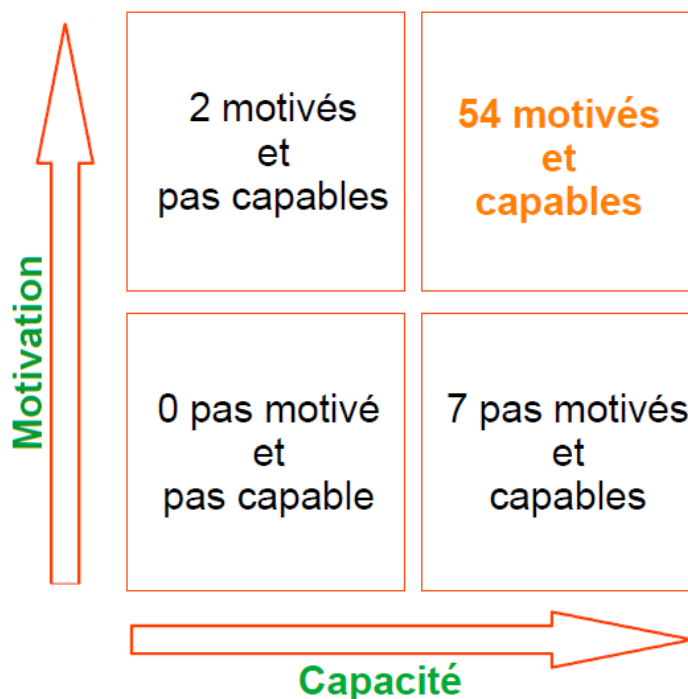 2 motivés
et
pas capables
54 motivés
et
capables
Motivation
0 pas motivé
et
pas capable
7 pas motivés
et
capables
Capacité